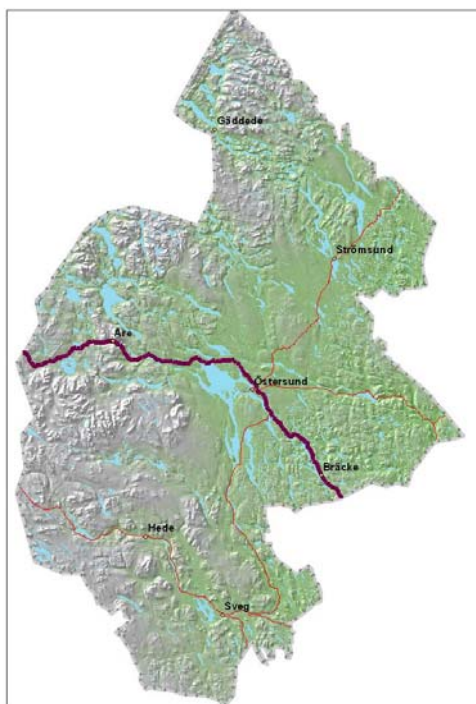 Gäddede
Strömsund
Åre
Östersund
Bräcke
Hede
Sveg